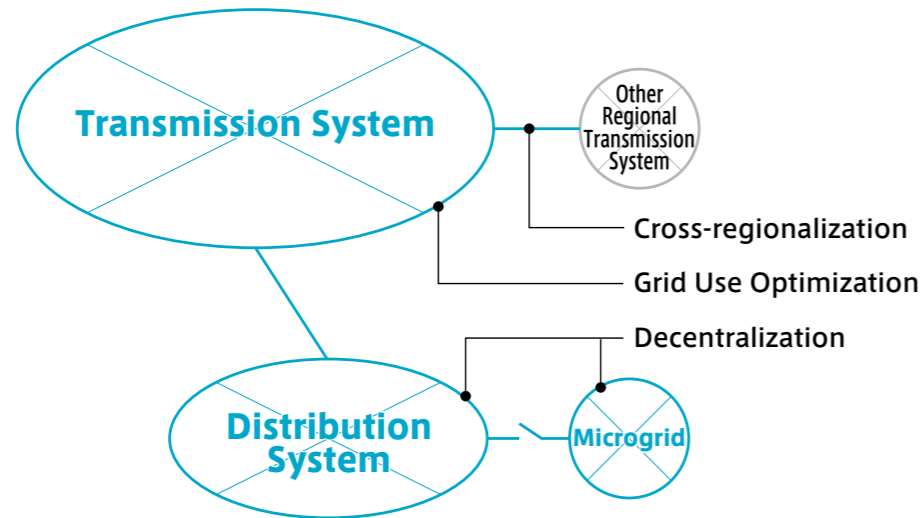 Transmission System
Other
Regional
Transmission
System
Cross-regionalization
Grid Use Optimization
Decentralization
Distribution
System
Microgrid